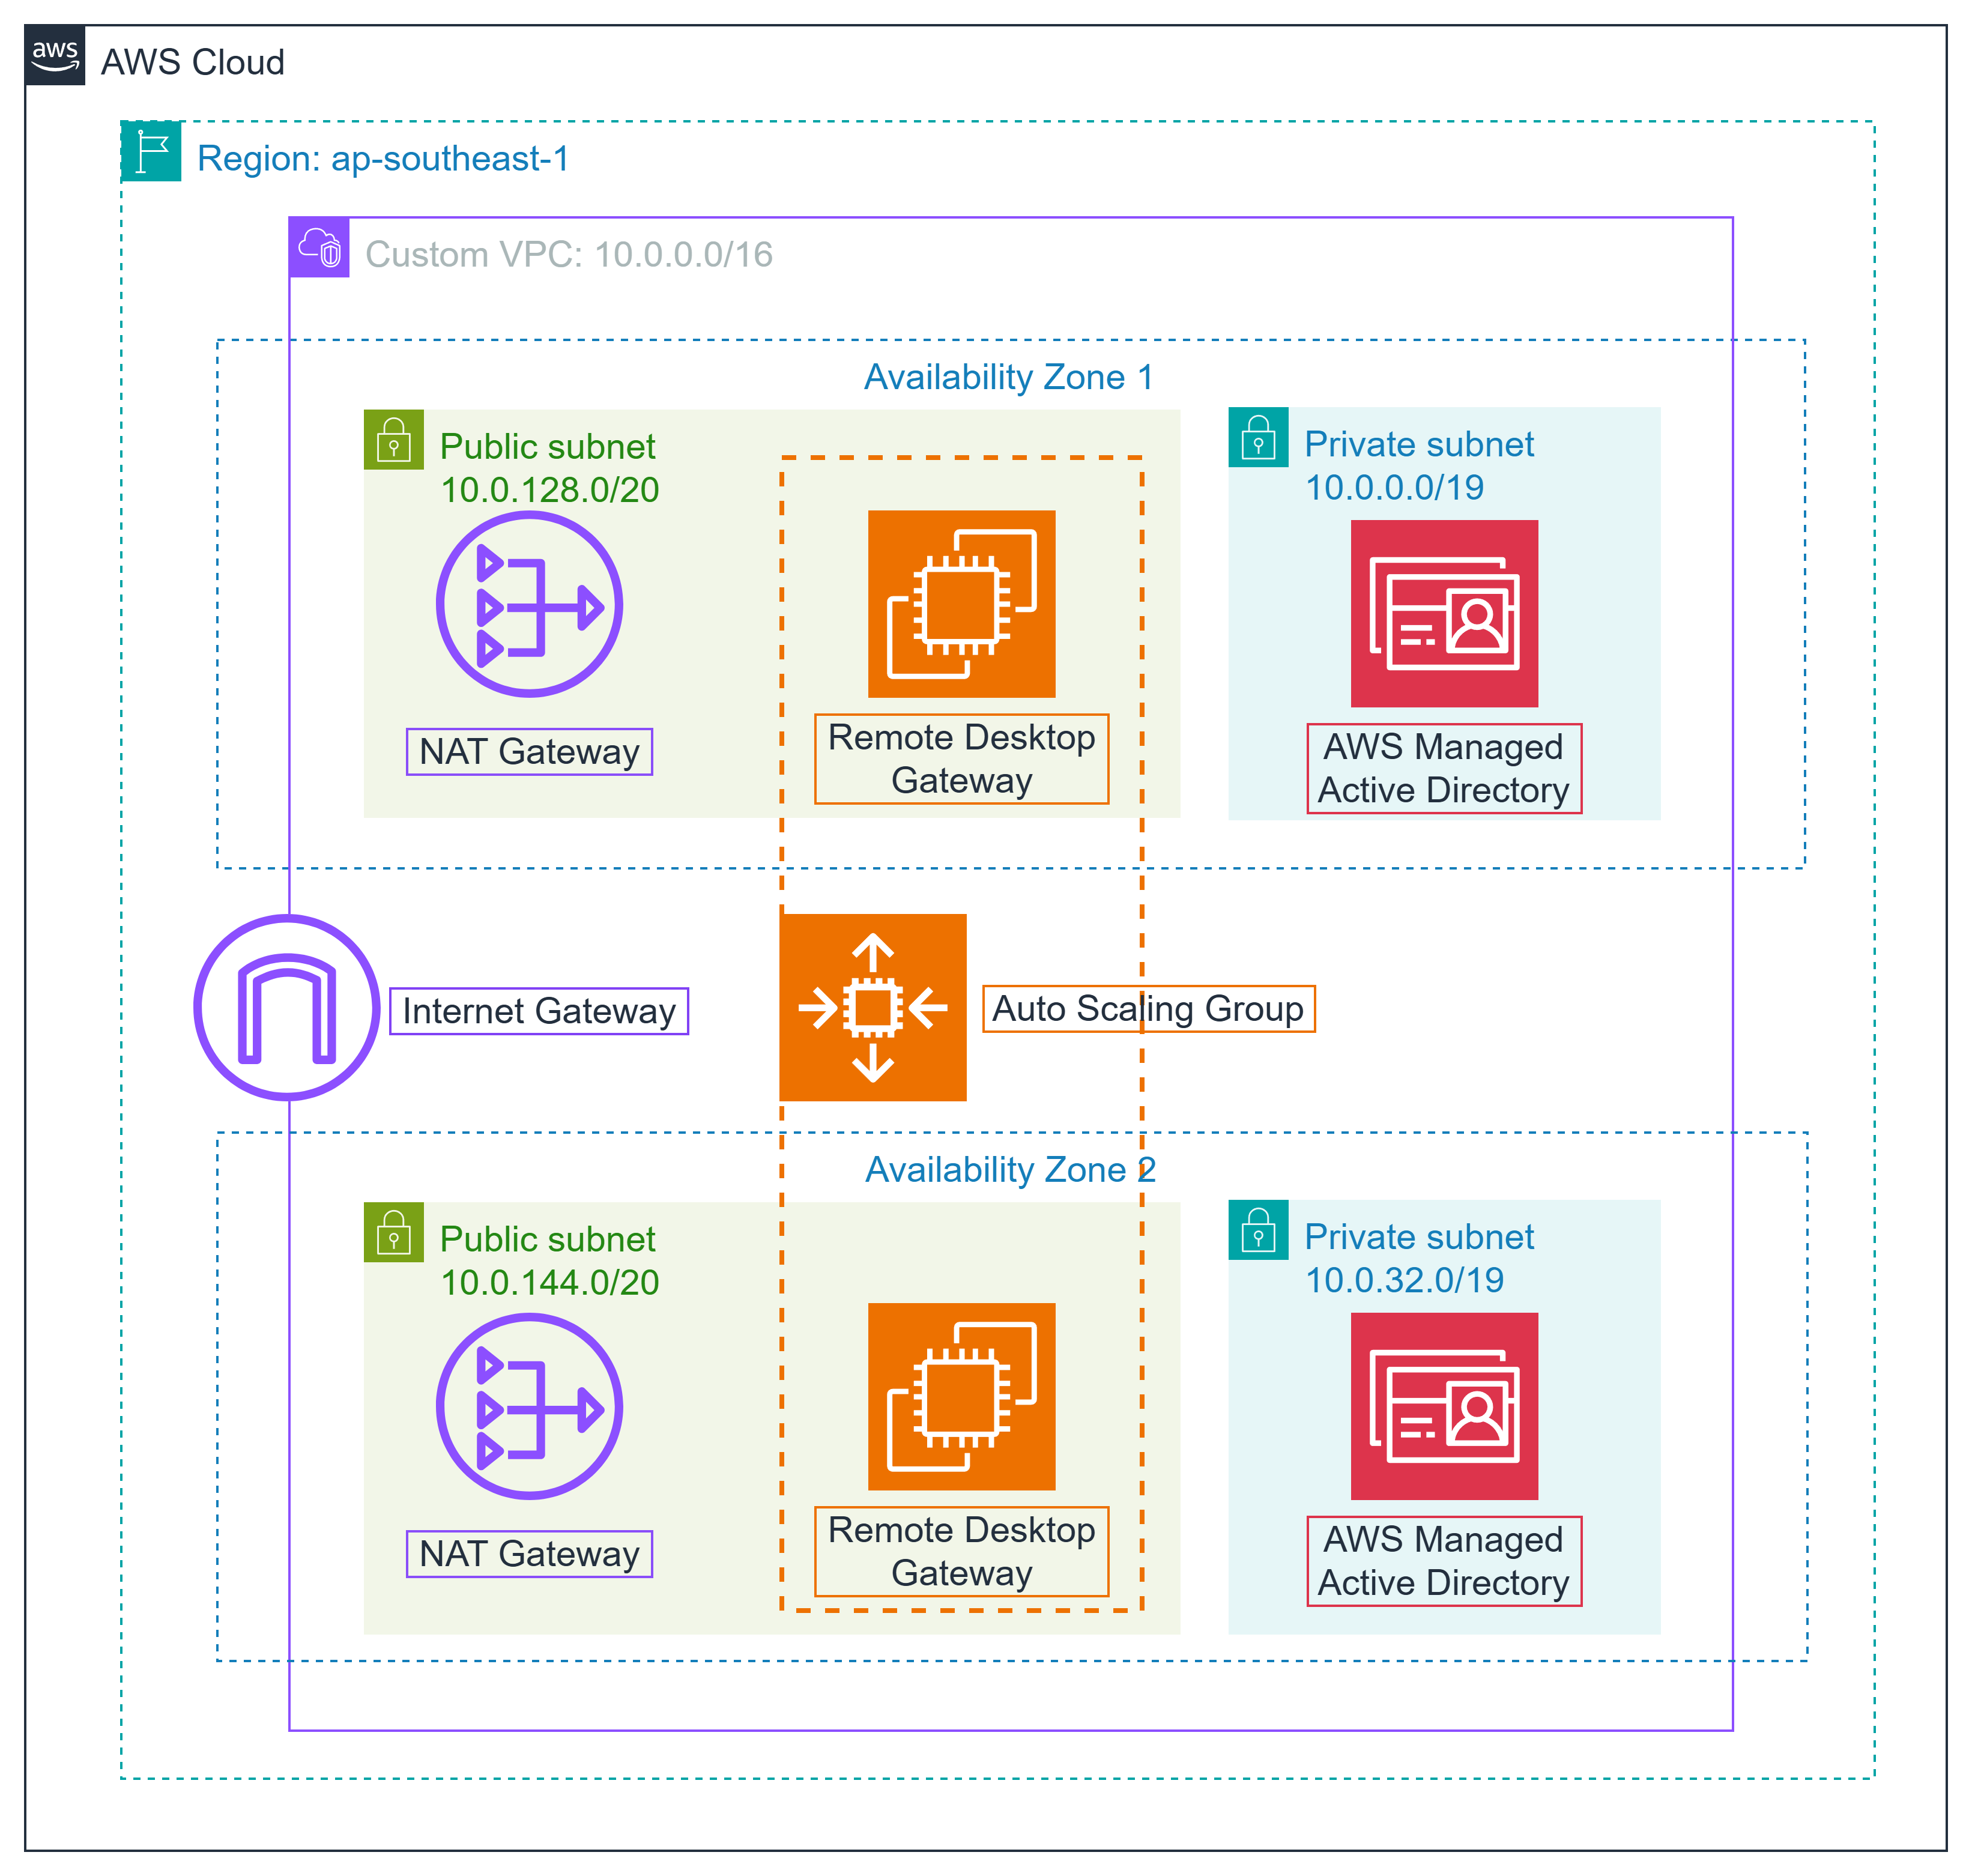 aws
AWS Cloud
Region: ap-southeast-1
Custom VPC: 10.0.0.0/16
Availability Zone 1
Public subnet
10.0.128.0/20
Private subnet
10.0.0.0/19
NAT Gateway
Remote Desktop
Gateway
AWS Managed
Active Directory
Internet Gateway
Auto Scaling Group
Availability Zone 2
Public subnet
10.0.144.0/20
Private subnet
10.0.32.0/19
NAT Gateway
Remote Desktop
Gateway
AWS Managed
Active Directory